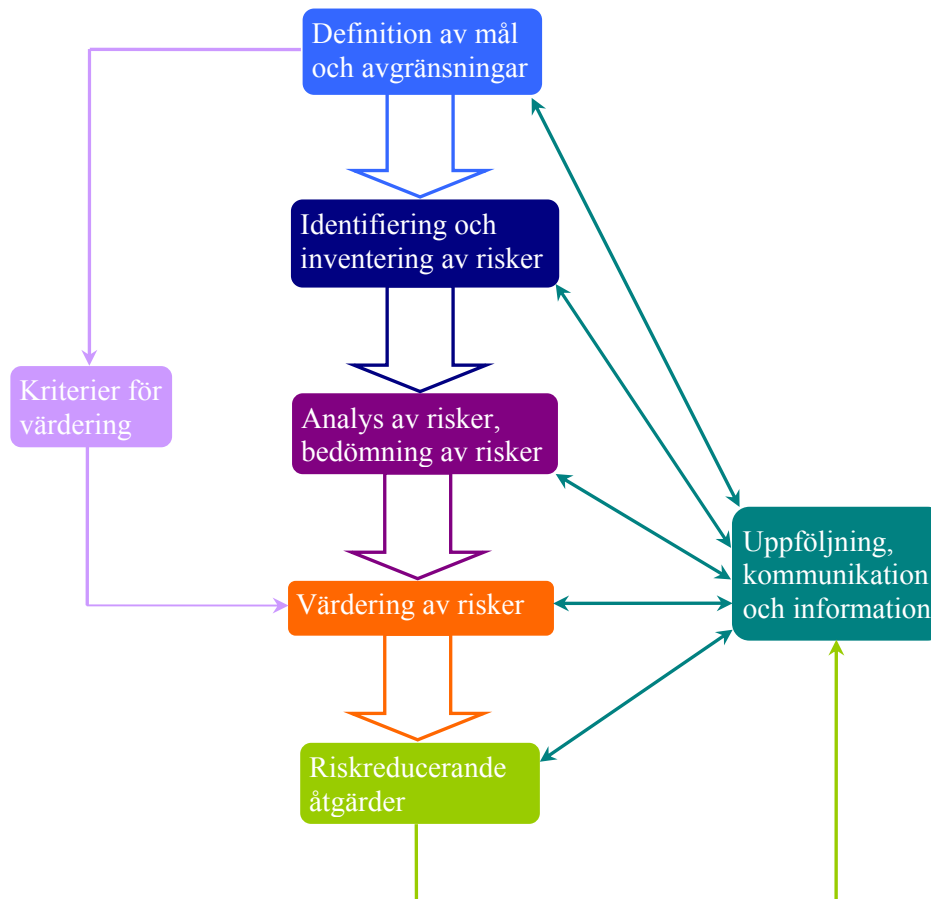 Definition av mål
och avgränsningar
Identifiering och
inventering av risker
Kriterier för
värdering
Analys av risker,
bedömning av risker
Uppföljning,
kommunikation
och information
Värdering av risker
Riskreducerande
åtgärder